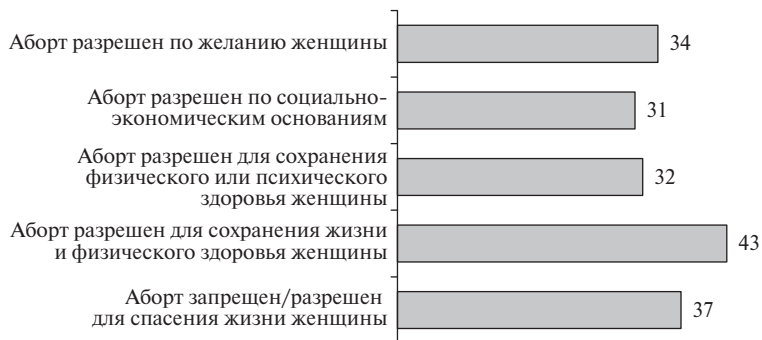 Аборт разрешен по желанию женщины
34
Аборт разрешен по социально-
экономическим основаниям
31
Аборт разрешен для сохранения
физического или психического
здоровья женщины
32
Аборт разрешен для сохранения жизни
и физического здоровья женщины
43
Аборт запрещен/разрешен
для спасения жизни женщины
37